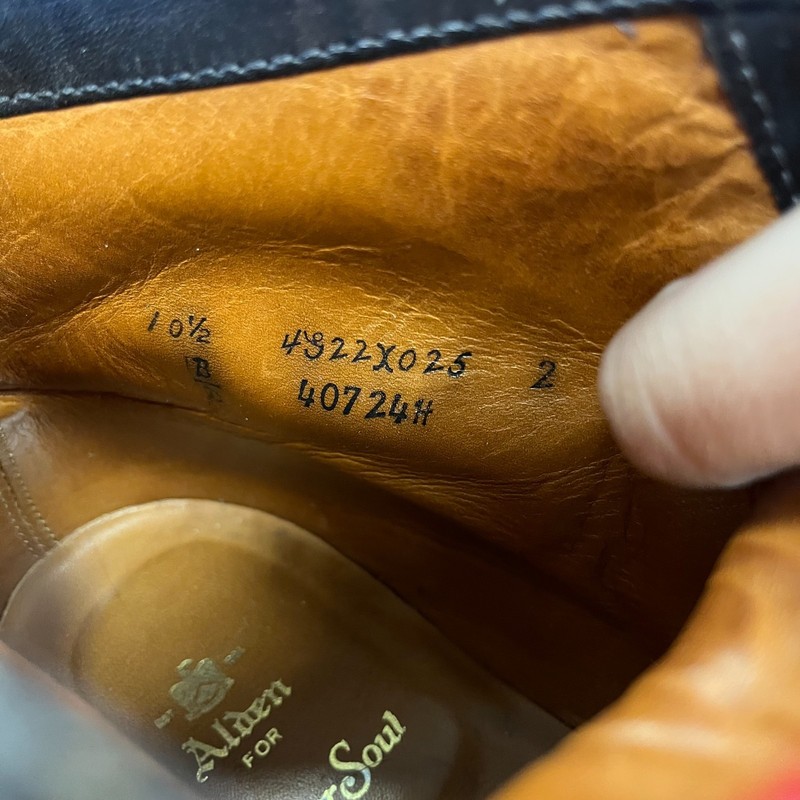 10½ 4922X025 2
B/
40724H
Alden
FOR
Soul